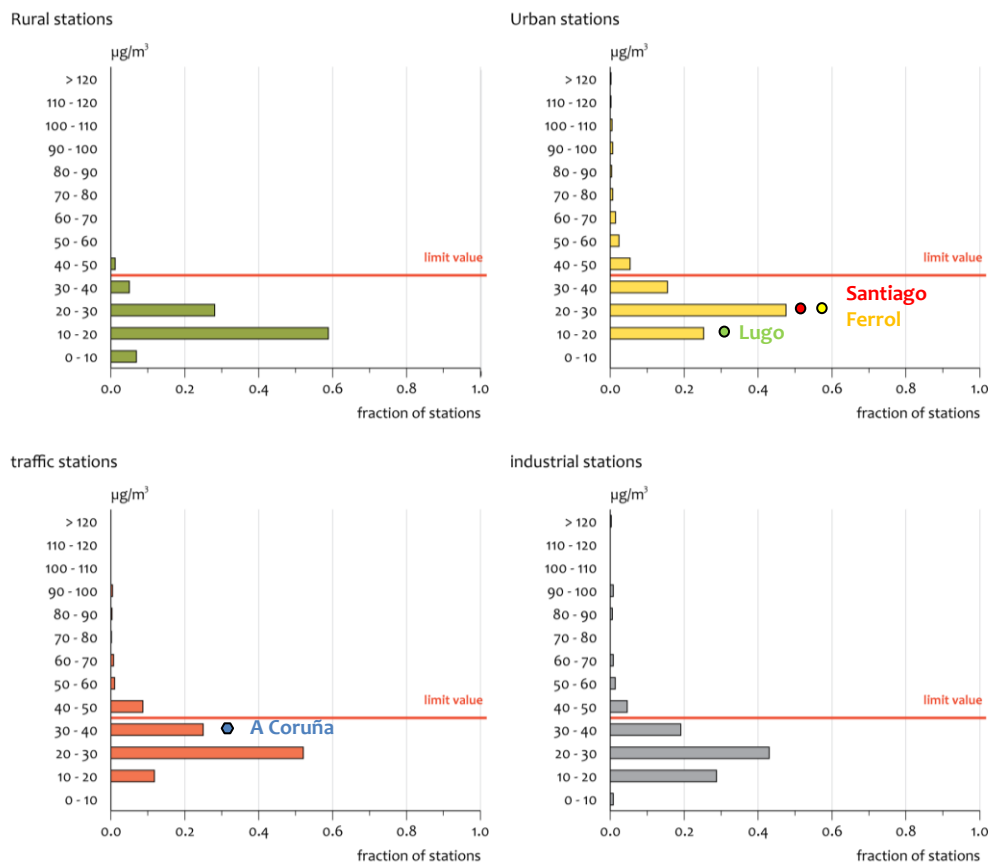 Rural stations
µg/m³
> 120
110 - 120
100 - 110
90 - 100
80 - 90
70 - 80
60 - 70
50 - 60
40 - 50
limit value
30 - 40
20 - 30
10 - 20
0 - 10
0.0 0.2 0.4 0.6 0.8 1.0
fraction of stations
Urban stations
µg/m³
> 120
110 - 120
100 - 110
90 - 100
80 - 90
70 - 80
60 - 70
50 - 60
40 - 50
limit value
30 - 40
Santiago
20 - 30
Ferrol
10 - 20
Lugo
0 - 10
0.0 0.2 0.4 0.6 0.8 1.0
fraction of stations
traffic stations
µg/m³
> 120
110 - 120
100 - 110
90 - 100
80 - 90
70 - 80
60 - 70
50 - 60
40 - 50
limit value
30 - 40
A Coruña
20 - 30
10 - 20
0 - 10
0.0 0.2 0.4 0.6 0.8 1.0
fraction of stations
industrial stations
µg/m³
> 120
110 - 120
100 - 110
90 - 100
80 - 90
70 - 80
60 - 70
50 - 60
40 - 50
limit value
30 - 40
20 - 30
10 - 20
0 - 10
0.0 0.2 0.4 0.6 0.8 1.0
fraction of stations